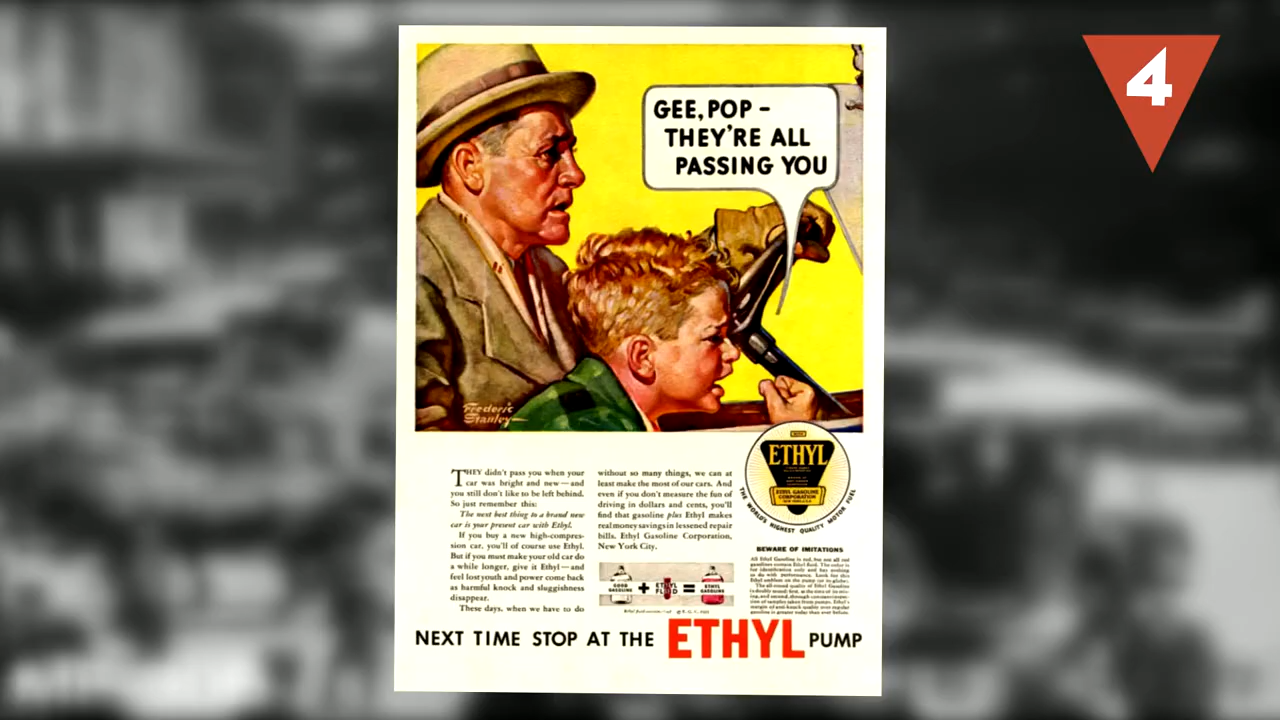 4
GEE, POP -
THEY'RE ALL
PASSING YOU
Frederic
Stanley
THEY didn't pass you when your
car was bright and new—and
you still don't like to be left behind.
So just remember this:
The next best thing to a brand new
car is your present car with Ethyl.
If you buy a new high-compres-
sion car, you'll of course use Ethyl.
But if you must make your old car do
a while longer, give it Ethyl—and
feel lost youth and power come back
as harmful knock and sluggishness
disappear.
These days, when we have to do
without so many things, we can at
least make the most of our cars. And
even if you don't measure the fun of
driving in dollars and cents, you'll
find that gasoline plus Ethyl makes
real money savings in lessened repair
bills. Ethyl Gasoline Corporation,
New York City.
GOOD GASOLINE + ETHYL FLUID = ETHYL GASOLINE
ETHYL
ETHYL GASOLINE
CORPORATION
THE WORLD'S HIGHEST QUALITY MOTOR FUEL
BEWARE OF IMITATIONS
NEXT TIME STOP AT THE ETHYL PUMP